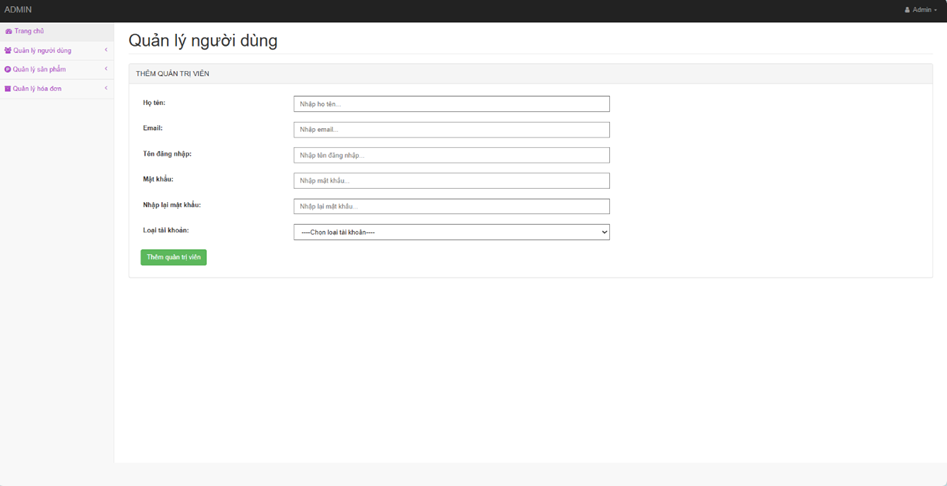 ADMIN
Admin
Trang chủ
Quản lý người dùng
Quản lý sản phẩm
Quản lý hóa đơn
Quản lý người dùng
THÊM QUẢN TRỊ VIÊN
Họ tên:
Nhập họ tên...
Email:
Nhập email...
Tên đăng nhập:
Nhập tên đăng nhập...
Mật khẩu:
Nhập mật khẩu...
Nhập lại mật khẩu:
Nhập lại mật khẩu...
Loại tài khoản:
----Chọn loại tài khoản----
Thêm quản trị viên